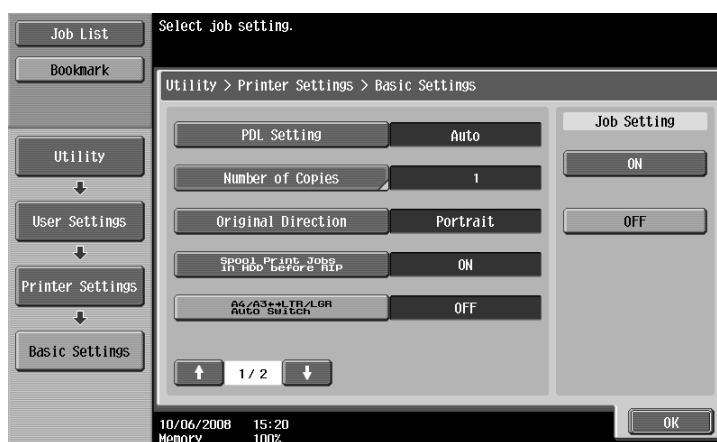 Job List
Select job setting.
Bookmark
Utility > Printer Settings > Basic Settings
Utility
User Settings
Printer Settings
Basic Settings
PDL Setting
Auto
Number of Copies
1
Original Direction
Portrait
Spool Print Jobs
in HDD before RIP
ON
A4/A3↔LTR/LGR
Auto Switch
OFF
1/ 2
Job Setting
ON
OFF
10/06/2008 15:20
Memory 100%
OK